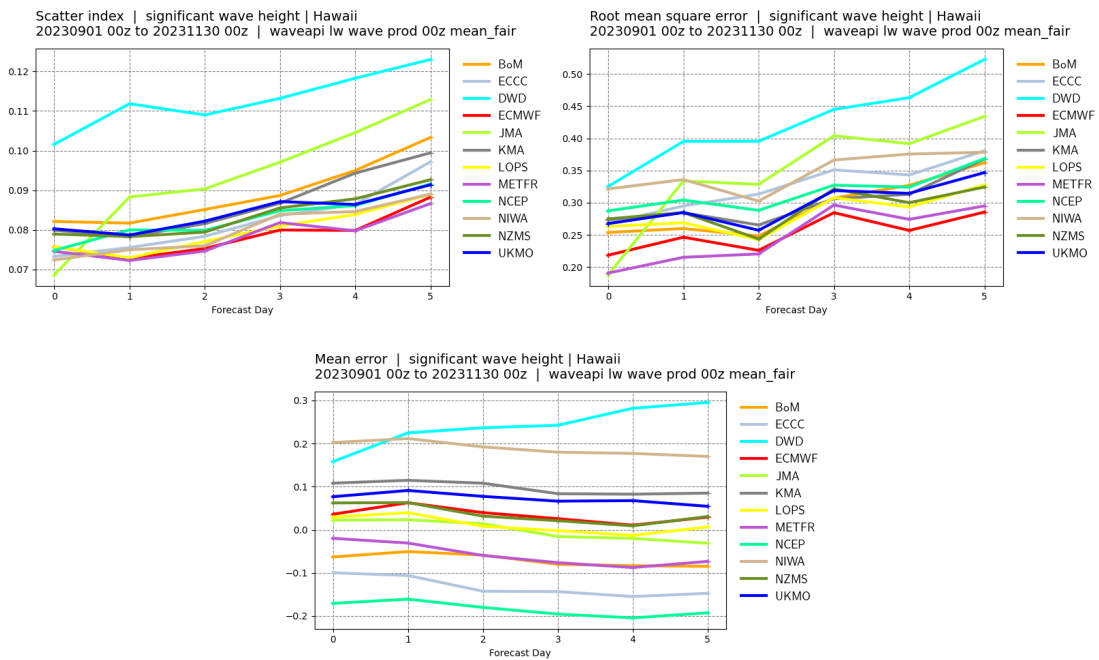 Scatter index  |  significant wave height | Hawaii
20230901 00z to 20231130 00z  |  waveapi lw wave prod 00z mean_fair
0.12
0.11
0.10
0.09
0.08
0.07
0
1
2
3
4
5
Forecast Day
BoM
ECCC
DWD
ECMWF
JMA
KMA
LOPS
METFR
NCEP
NIWA
NZMS
UKMO
Root mean square error  |  significant wave height | Hawaii
20230901 00z to 20231130 00z  |  waveapi lw wave prod 00z mean_fair
0.50
0.45
0.40
0.35
0.30
0.25
0.20
0
1
2
3
4
5
Forecast Day
BoM
ECCC
DWD
ECMWF
JMA
KMA
LOPS
METFR
NCEP
NIWA
NZMS
UKMO
Mean error  |  significant wave height | Hawaii
20230901 00z to 20231130 00z  |  waveapi lw wave prod 00z mean_fair
0.3
0.2
0.1
0.0
−0.1
−0.2
0
1
2
3
4
5
Forecast Day
BoM
ECCC
DWD
ECMWF
JMA
KMA
LOPS
METFR
NCEP
NIWA
NZMS
UKMO